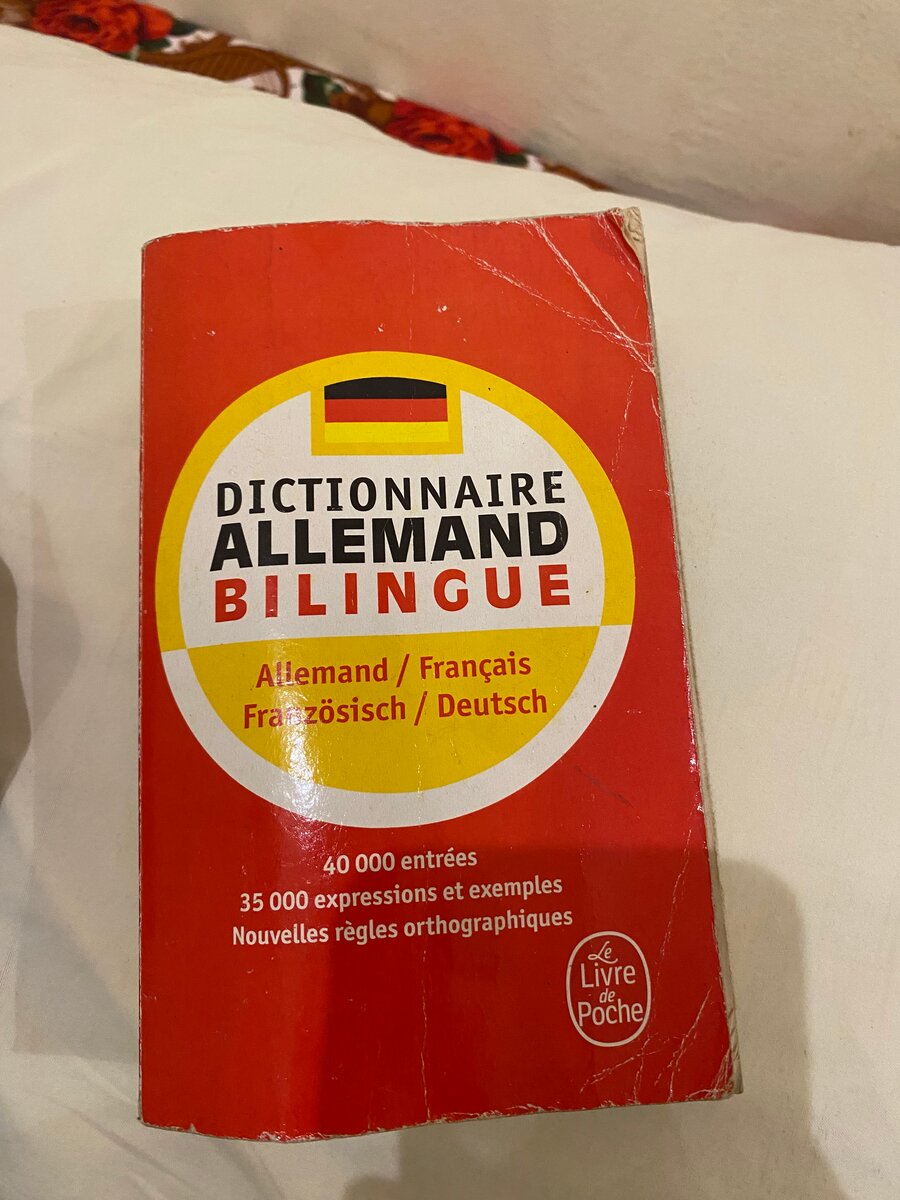 DICTIONNAIRE
ALLEMAND
BILINGUE
Allemand / Français
Französisch / Deutsch
40 000 entrées
35 000 expressions et exemples
Nouvelles règles orthographiques
Le
Livre
de
Poche